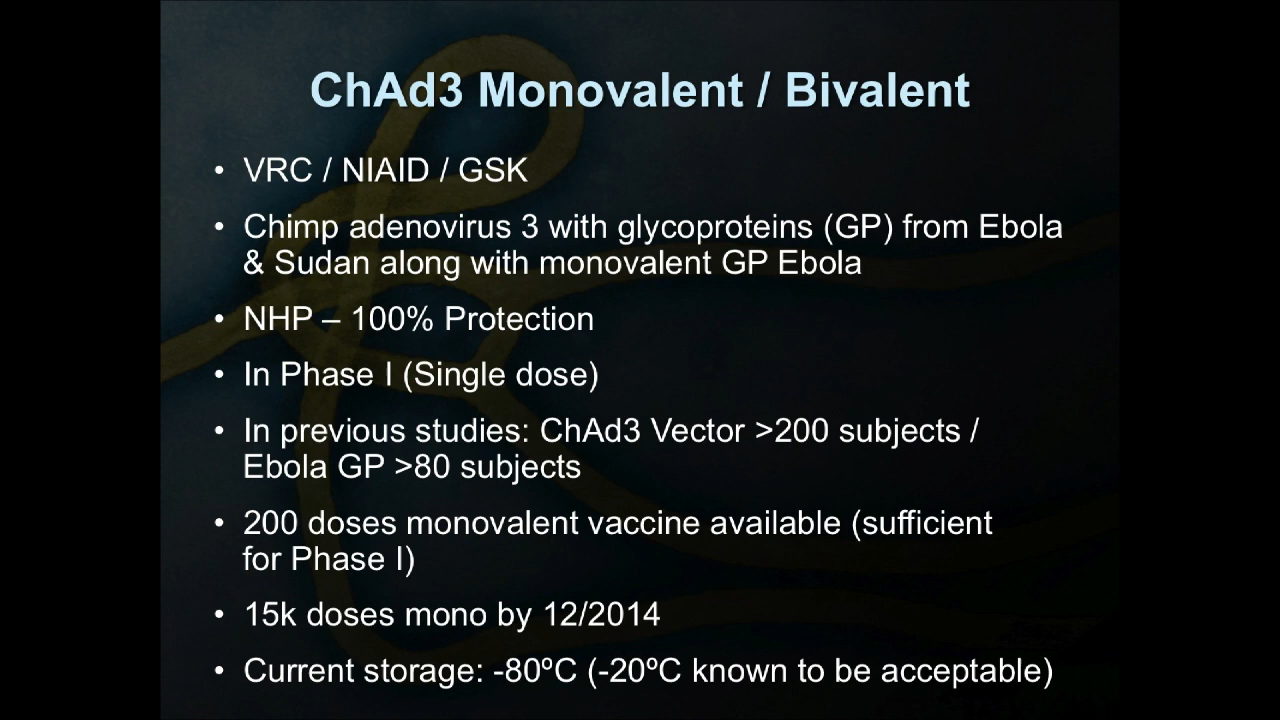 ChAd3 Monovalent / Bivalent
• VRC / NIAID / GSK
• Chimp adenovirus 3 with glycoproteins (GP) from Ebola
& Sudan along with monovalent GP Ebola
• NHP – 100% Protection
• In Phase I (Single dose)
• In previous studies: ChAd3 Vector >200 subjects /
Ebola GP >80 subjects
• 200 doses monovalent vaccine available (sufficient
for Phase I)
• 15k doses mono by 12/2014
• Current storage: -80ºC (-20ºC known to be acceptable)